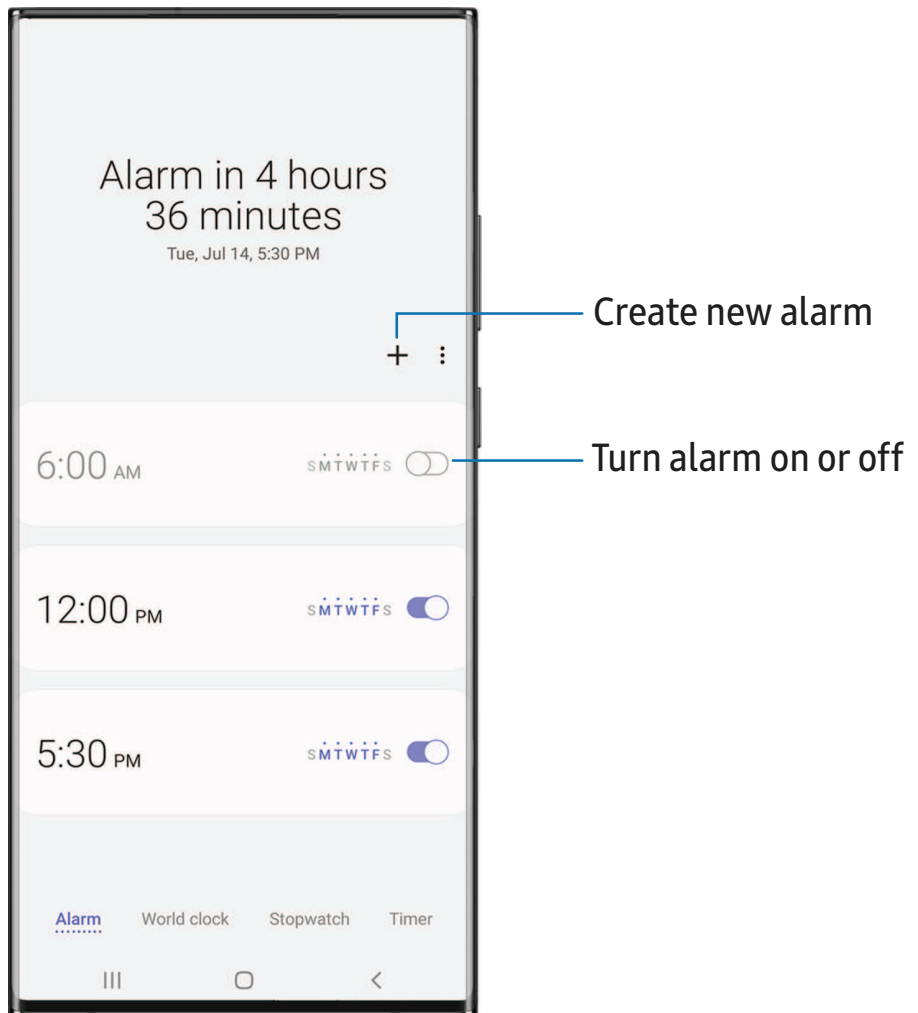 Alarm in 4 hours
36 minutes
Tue, Jul 14, 5:30 PM
Create new alarm
6:00 AM SMTWTFS
Turn alarm on or off
12:00 PM SMTWTFS
5:30 PM SMTWTFS
Alarm World clock Stopwatch Timer